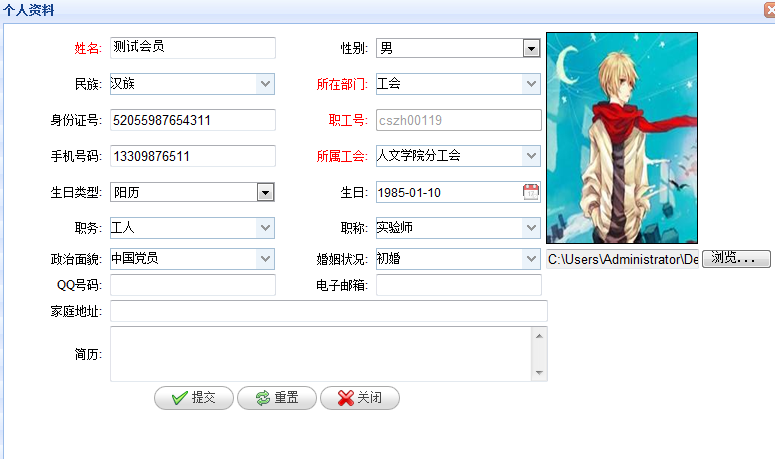 个人资料
姓名: 测试会员 性别: 男
民族: 汉族 所在部门: 工会
身份证号: 52055987654311 职工号: cszh00119
手机号码: 13309876511 所属工会: 人文学院分工会
生日类型: 阳历 生日: 1985-01-10
职务: 工人 职称: 实验师
政治面貌: 中国党员 婚姻状况: 初婚 C:\Users\Administrator\De 浏览...
QQ号码: 电子邮箱:
家庭地址:
简历:
提交 重置 关闭